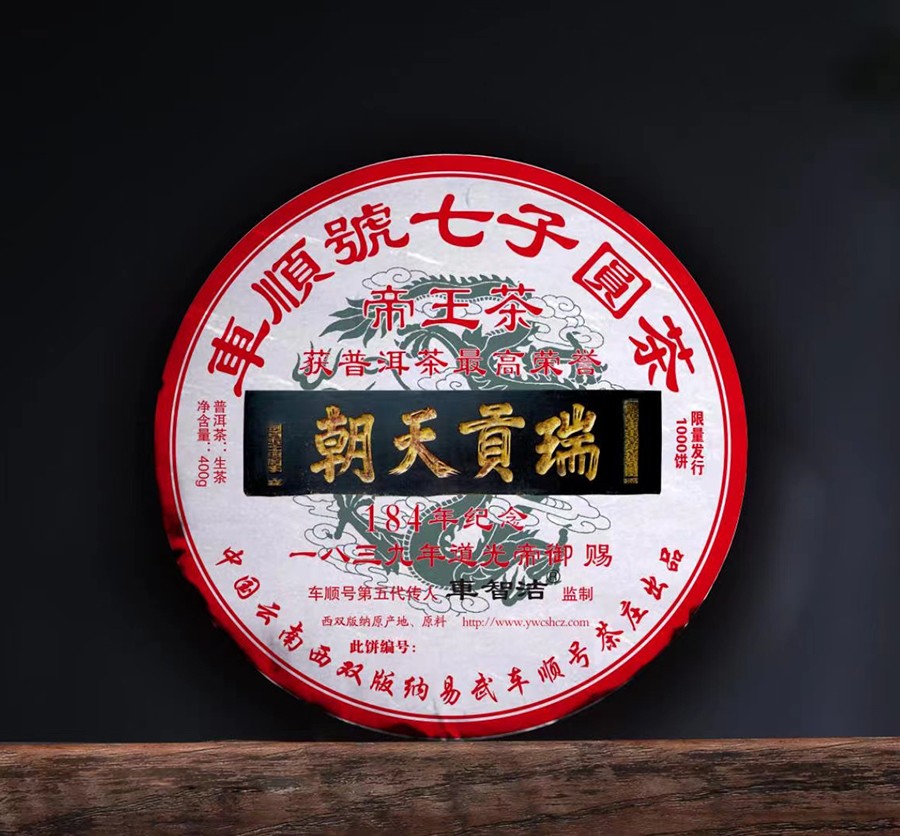 車順號七子圓茶
帝王茶
获普洱茶最高荣誉
朝天貢瑞
普洱茶：生茶
净含量：400g
限量发行
1000饼
184年纪念
一八三九年道光帝御 赐
车顺号第五代传人 車智洁® 监制
西双版纳原产地、原料 http://www.ywcshcz.com
此饼编号：
中国云南西双版纳易武车顺号茶庄出品